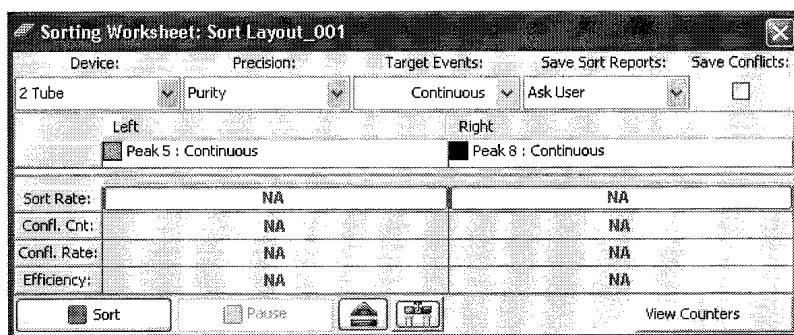 Sorting Worksheet: Sort Layout_001
Device: Precision: Target Events: Save Sort Reports: Save Conflicts:
2 Tube Purity Continuous Ask User
Left Right
Peak 5 : Continuous Peak 8 : Continuous
Sort Rate: NA NA
Confl. Cnt: NA NA
Confl. Rate: NA NA
Efficiency: NA NA
Sort Pause View Counters